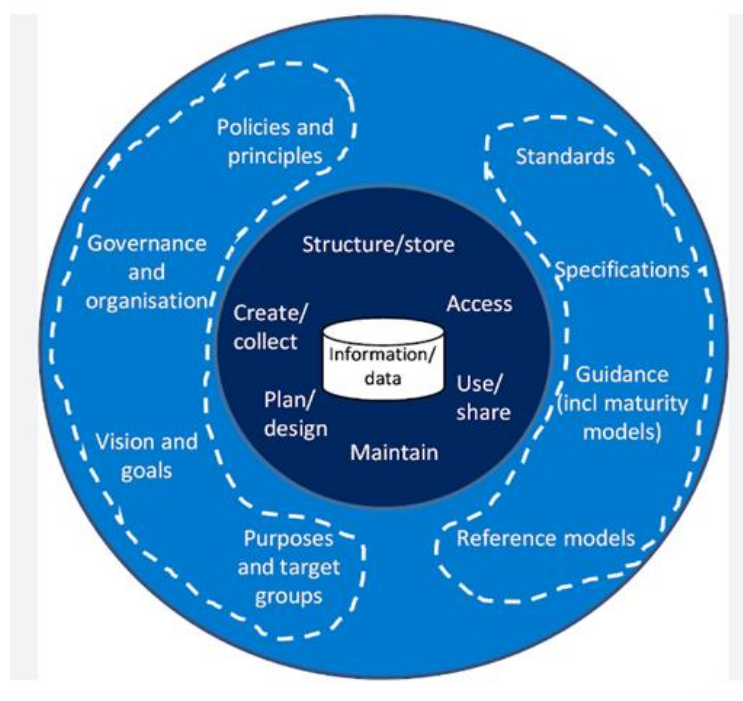 Policies and
principles
Governance
and
organisation
Vision and
goals
Purposes
and target
groups
Standards
Specifications
Guidance
(incl maturity
models)
Reference models
Structure/store
Create/
collect
Access
Information/
data
Plan/
design
Use/
share
Maintain